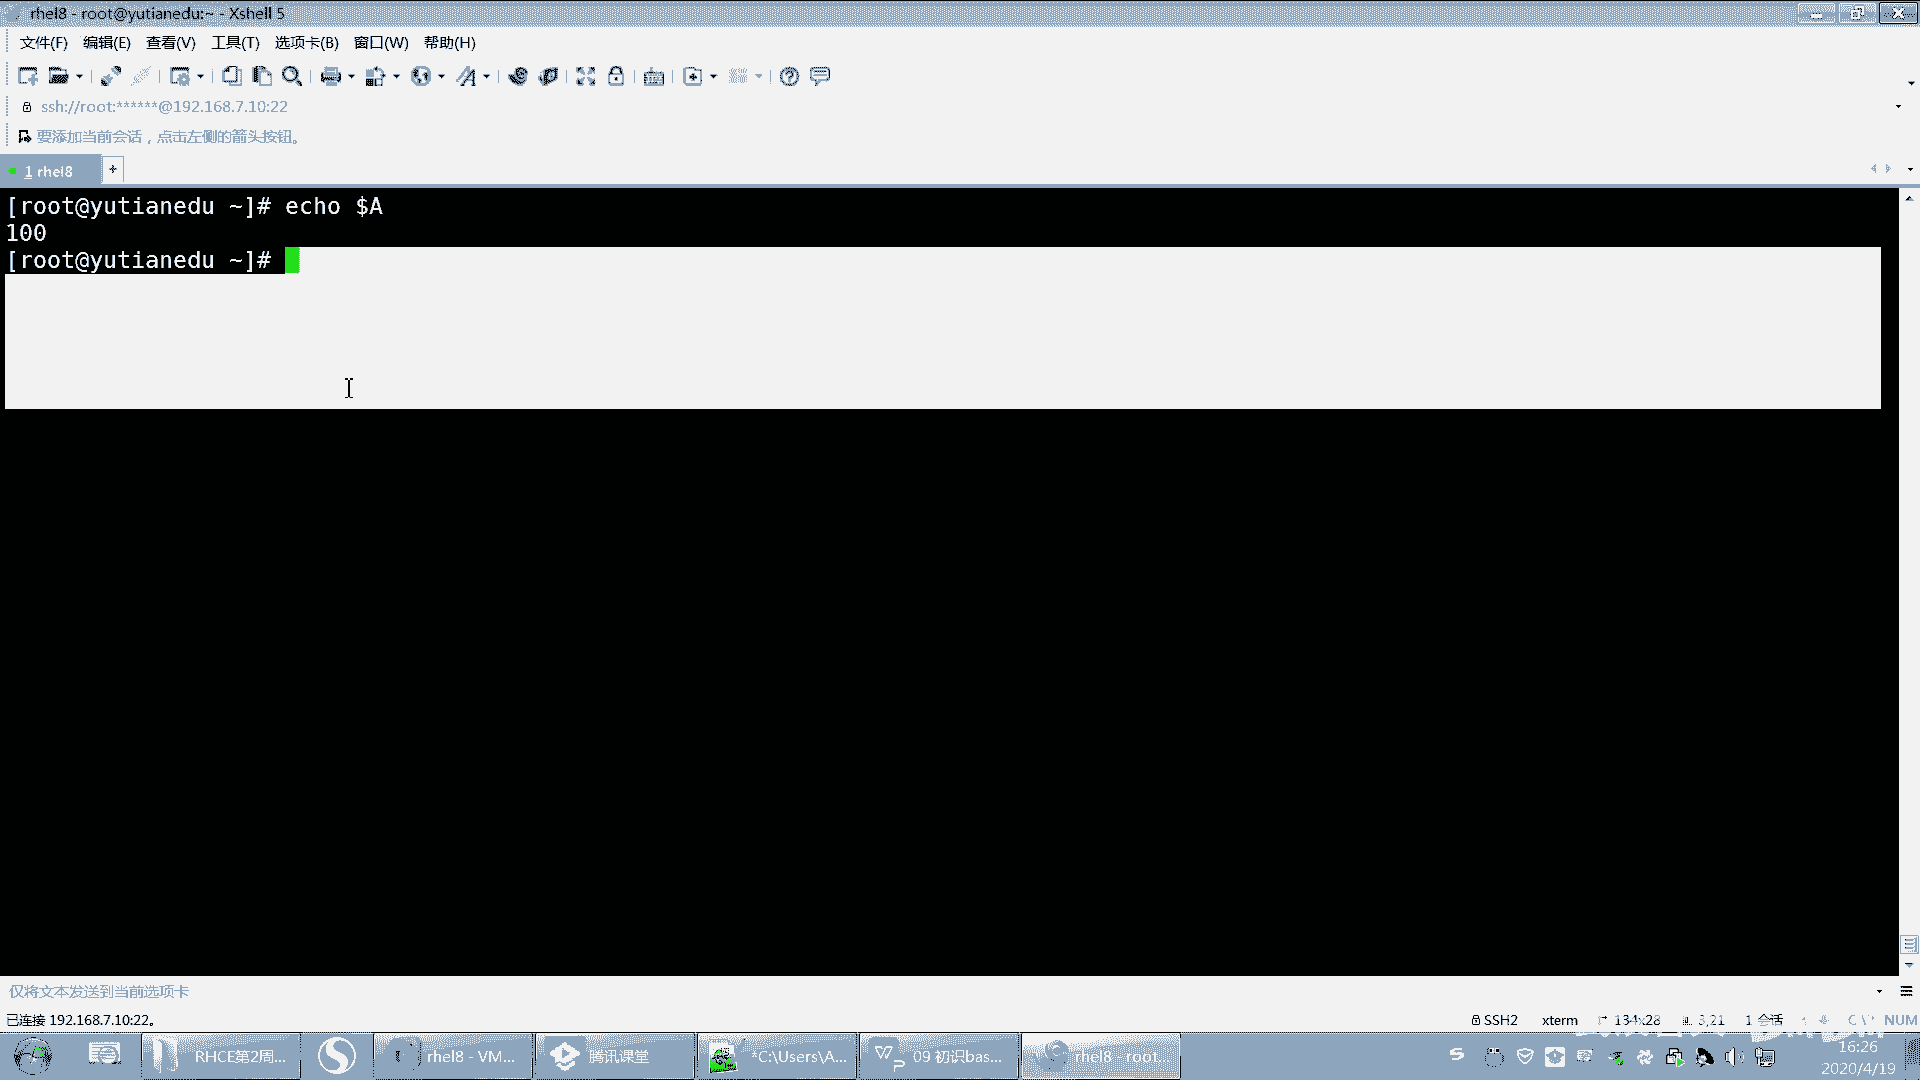 rhel8 - root@yutianedu:~ - Xshell 5
文件(F) 编辑(E) 查看(V) 工具(T) 选项卡(B) 窗口(W) 帮助(H)
ssh://root:******@192.168.7.10:22
要添加当前会话，点击左侧的箭头按钮。
1 rhel8 +
[root@yutianedu ~]# echo $A
100
[root@yutianedu ~]#
仅将文本发送到当前选项卡
已连接 192.168.7.10:22。 SSH2 xterm 134x28 3,21 1 会话 NUM
RHCE第2周... rhel8 - VM... 腾讯课堂 *C:\Users\A... 09 初识bas... rhel8 - root... 16:26
2020/4/19